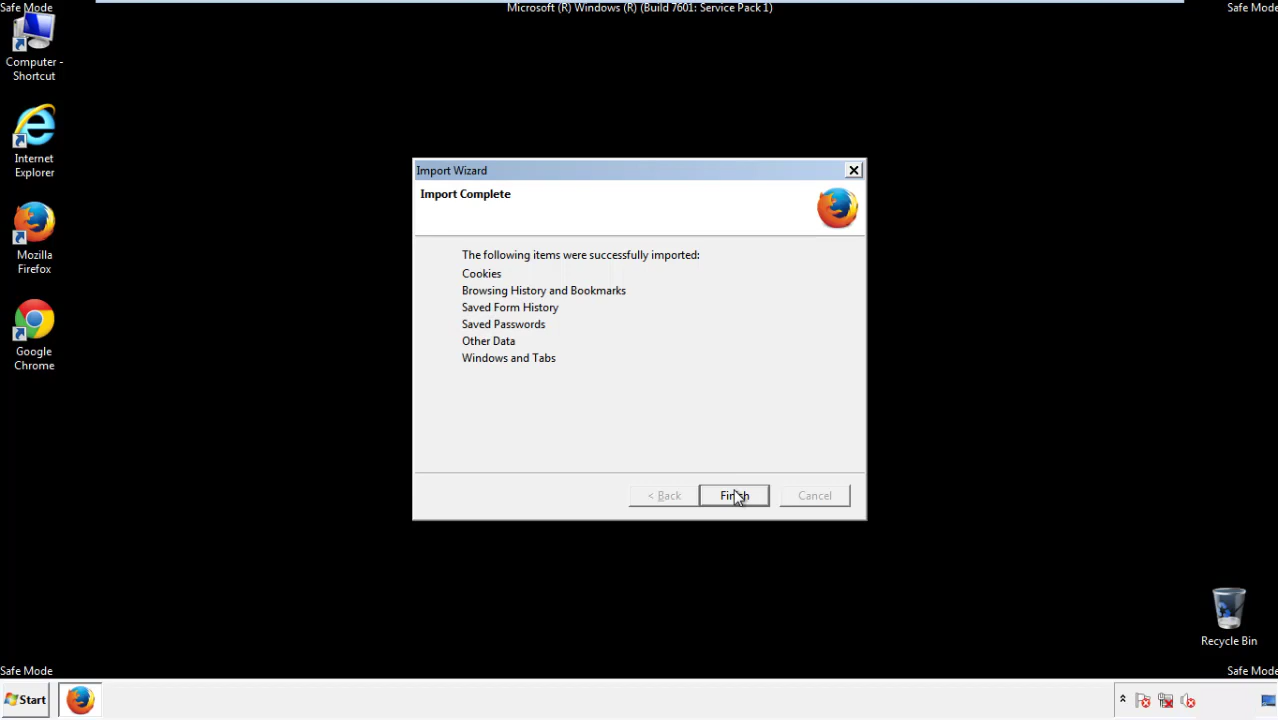 Safe Mode
Microsoft (R) Windows (R) (Build 7601: Service Pack 1)
Safe Mode
Computer -
Shortcut
Internet
Explorer
Mozilla
Firefox
Google
Chrome
Import Wizard
Import Complete
The following items were successfully imported:
Cookies
Browsing History and Bookmarks
Saved Form History
Saved Passwords
Other Data
Windows and Tabs
< Back
Finish
Cancel
Recycle Bin
Safe Mode
Safe Mode
Start